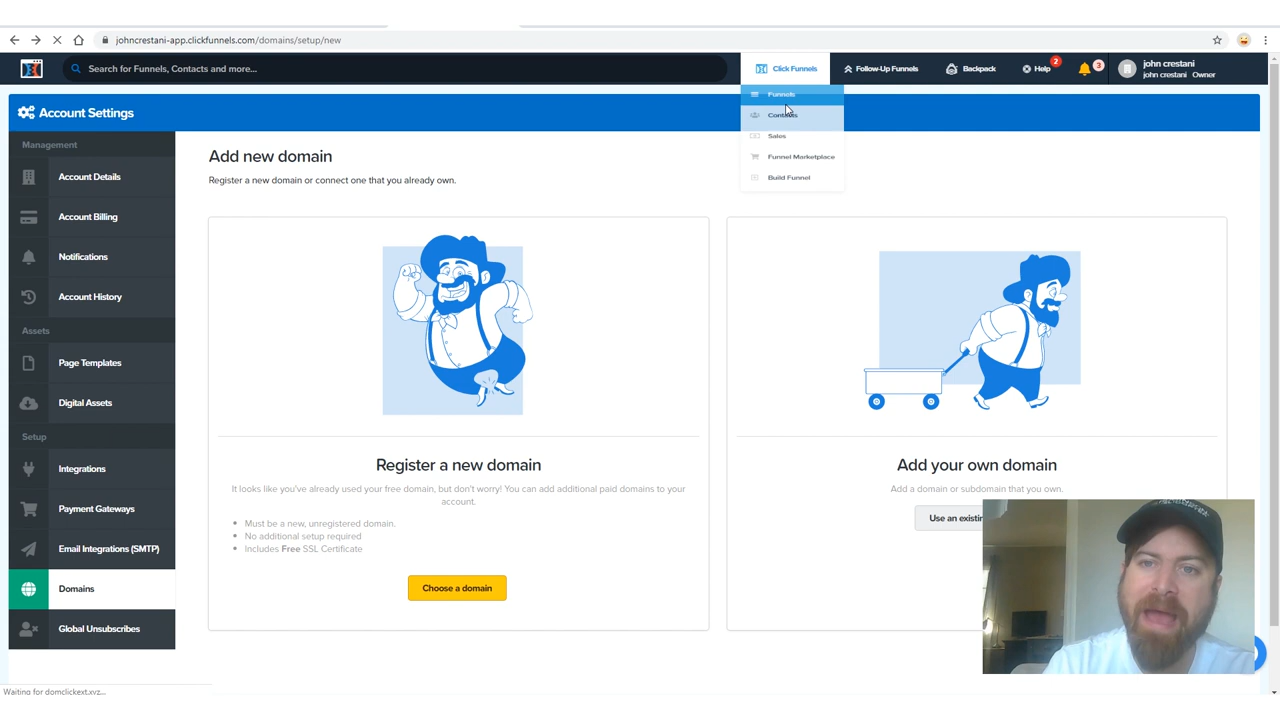 johncrestani-app.clickfunnels.com/domains/setup/new
Search for Funnels, Contacts and more...
Click Funnels
Follow-Up Funnels
Backpack
Help
2
3
john crestani
john crestani Owner
Funnels
Contacts
Sales
Funnel Marketplace
Build Funnel
Account Settings
Management
Account Details
Account Billing
Notifications
Account History
Assets
Page Templates
Digital Assets
Setup
Integrations
Payment Gateways
Email Integrations (SMTP)
Domains
Global Unsubscribes
Add new domain
Register a new domain or connect one that you already own.
Register a new domain
It looks like you've already used your free domain, but don't worry! You can add additional paid domains to your
account.
Must be a new, unregistered domain.
No additional setup required
Includes Free SSL Certificate
Choose a domain
Add your own domain
Add a domain or subdomain that you own.
Use an existin
Waiting for domclickext.xyz...